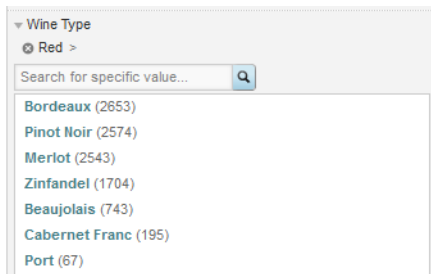 Wine Type
Red >
Search for specific value...
Bordeaux (2653)
Pinot Noir (2574)
Merlot (2543)
Zinfandel (1704)
Beaujolais (743)
Cabernet Franc (195)
Port (67)